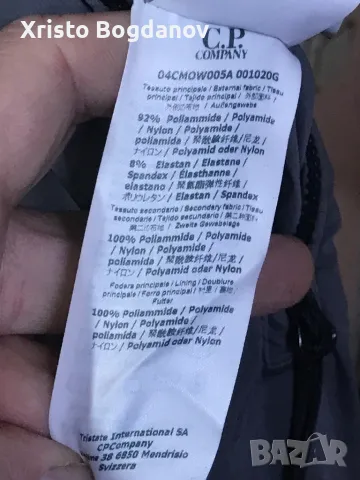 Xristo Bogdanov
C.P.
COMPANY
04CMOW005A 001020G
Tessuto principale / External fabric / Tissu
principal / Tejido principal / 外部面料 /
/ Außengewebe
92% Poliammide / Polyamide
/ Nylon / Polyamide /
poliamida / 聚酰胺纤维/尼龙/
ナイロン / Polyamid oder Nylon
8% Elastan / Elastane /
Spandex / Élasthanne /
elastano / 聚氨酯弹性纤维 /
ポリウレタン / Elastan / Spandex
Tessuto secondario / Secondary fabric / Tissu
secondaire / Tejido secundario /
/ Zweite Gewebelage
100% Poliammide / Polyamide
/ Nylon / Polyamide /
poliamida / 聚酰胺纤维/尼龙/
ナイロン / Polyamid oder Nylon
Fodera principale / Lining / Doublure
principale / Forro principal /
Futter
100% Poliammide / Polyamide
/ Nylon / Polyamide /
poliamida / 聚酰胺纤维/尼龙/
ナイロン / Polyamid oder Nylon
Tristate International SA
CPCompany
38 6850 Mendrisio
Svizzera
BAZAR